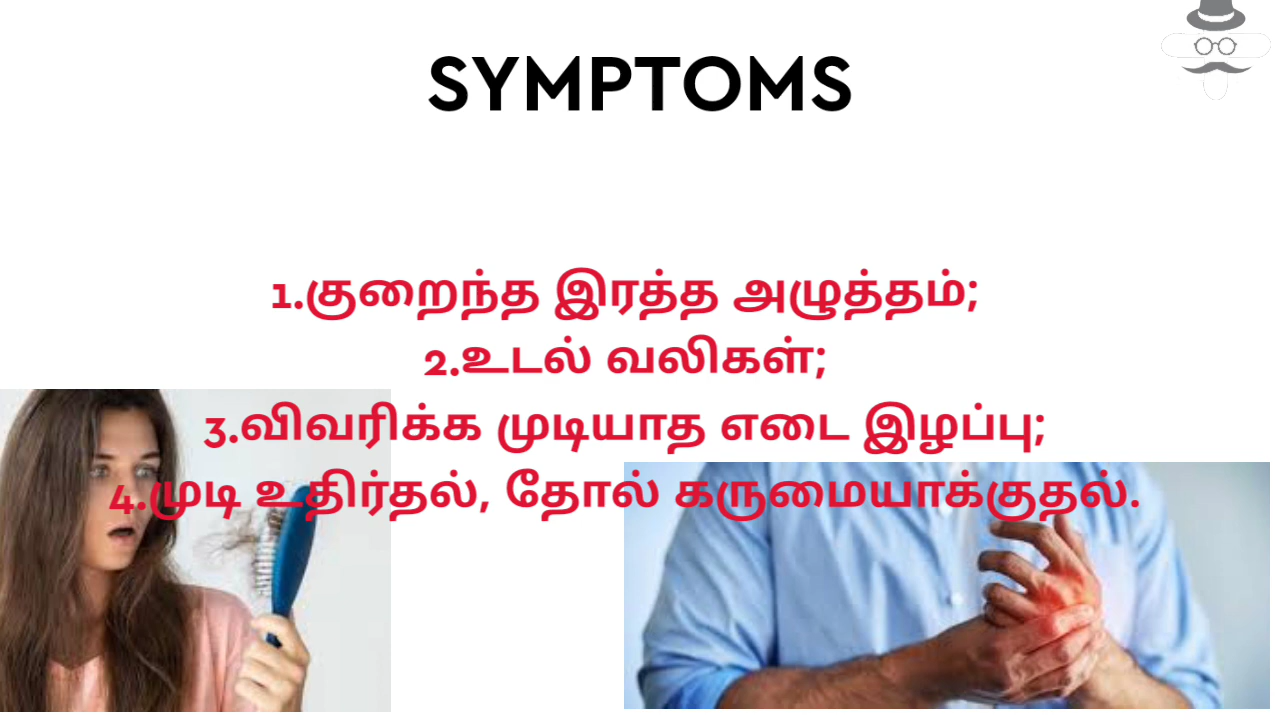 SYMPTOMS
1.குறைந்த இரத்த அழுத்தம்;
2.உடல் வலிகள்;
3.விவரிக்க முடியாத எடை இழப்பு;
4.முடி உதிர்தல், தோல் கருமையாக்குதல்.